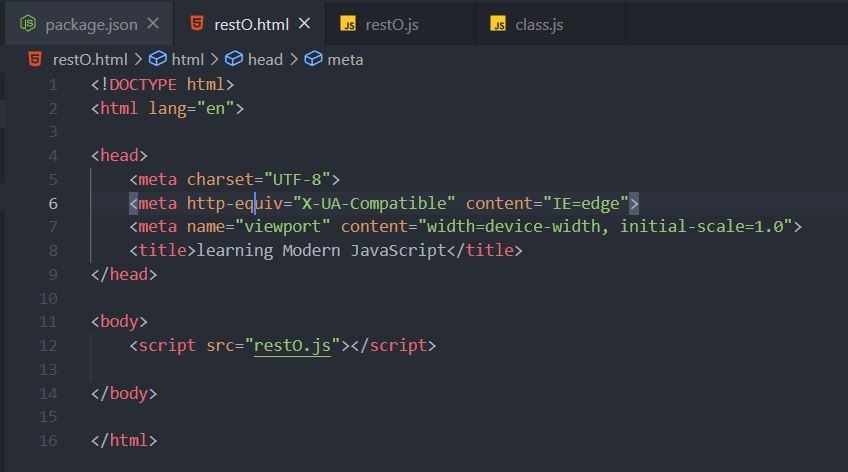 package.json × restO.html × JS restO.js JS class.js
restO.html > html > head > meta
1 <!DOCTYPE html>
2 <html lang="en">
3
4 <head>
5 <meta charset="UTF-8">
6 <meta http-equiv="X-UA-Compatible" content="IE=edge">
7 <meta name="viewport" content="width=device-width, initial-scale=1.0">
8 <title>learning Modern JavaScript</title>
9 </head>
10
11 <body>
12 <script src="restO.js"></script>
13
14 </body>
15
16 </html>